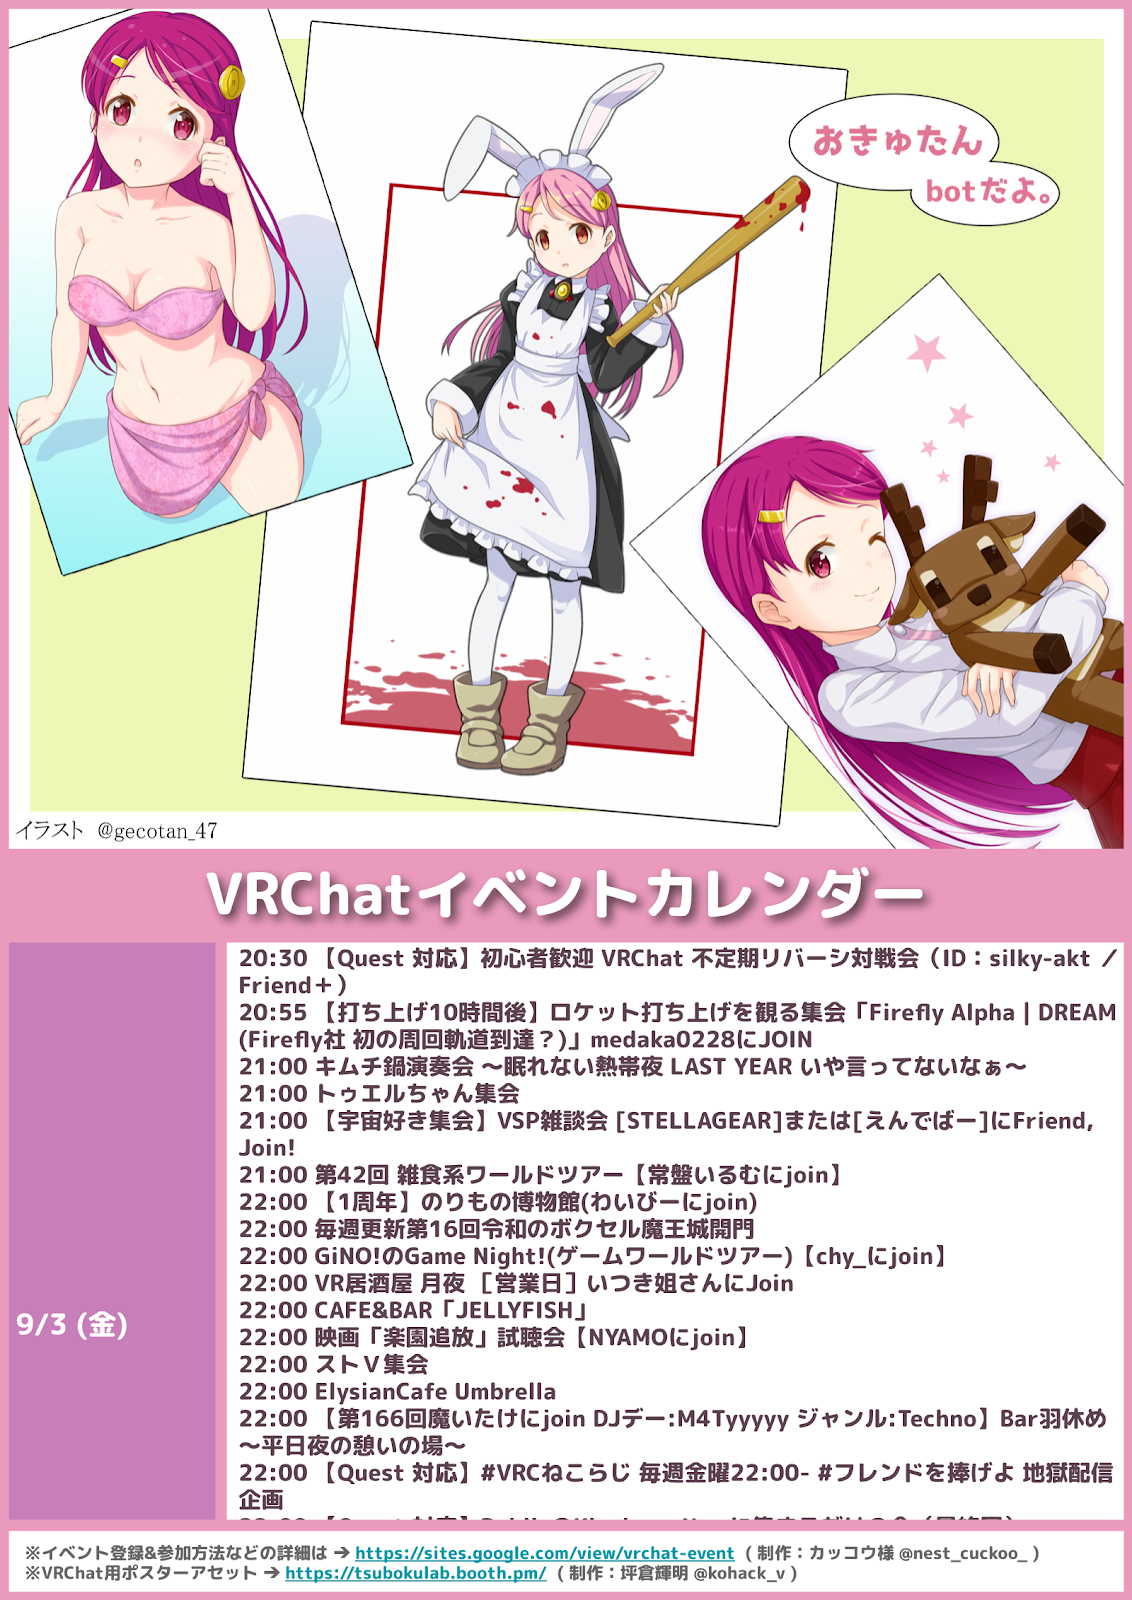 おきゅたん
botだよ。
イラスト @gecotan_47
VRChatイベントカレンダー
9/3 (金)
20:30 【Quest 対応】初心者歓迎 VRChat 不定期リバーシ対戦会（ID：silky-akt ／
Friend＋）
20:55 【打ち上げ10時間後】ロケット打ち上げを観る集会「Firefly Alpha | DREAM
(Firefly社 初の周回軌道到達？)」medaka0228にJOIN
21:00 キムチ鍋演奏会 〜眠れない熱帯夜 LAST YEAR いや言ってないなぁ〜
21:00 トゥエルちゃん集会
21:00 【宇宙好き集会】VSP雑談会 [STELLAGEAR]または[えんでばー]にFriend,
Join!
21:00 第42回 雑食系ワールドツアー【常盤いるむにjoin】
22:00 【1周年】のりもの博物館(わいびーにjoin)
22:00 毎週更新第16回令和のボクセル魔王城開門
22:00 GiNO!のGame Night!(ゲームワールドツアー)【chy_にjoin】
22:00 VR居酒屋 月夜 ［営業日］いつき姐さんにJoin
22:00 CAFE&BAR「JELLYFISH」
22:00 映画「楽園追放」試聴会【NYAMOにjoin】
22:00 ストＶ集会
22:00 ElysianCafe Umbrella
22:00 【第166回魔いたけにjoin DJデー:M4Tyyyyy ジャンル:Techno】Bar羽休め
〜平日夜の憩いの場〜
22:00 【Quest 対応】#VRCねこらじ 毎週金曜22:00- #フレンドを捧げよ 地獄配信
企画
※イベント登録&参加方法などの詳細は → https://sites.google.com/view/vrchat-event （ 制作：カッコウ様 @nest_cuckoo_ ）
※VRChat用ポスターアセット → https://tsubokulab.booth.pm/ （ 制作：坪倉輝明 @kohack_v ）